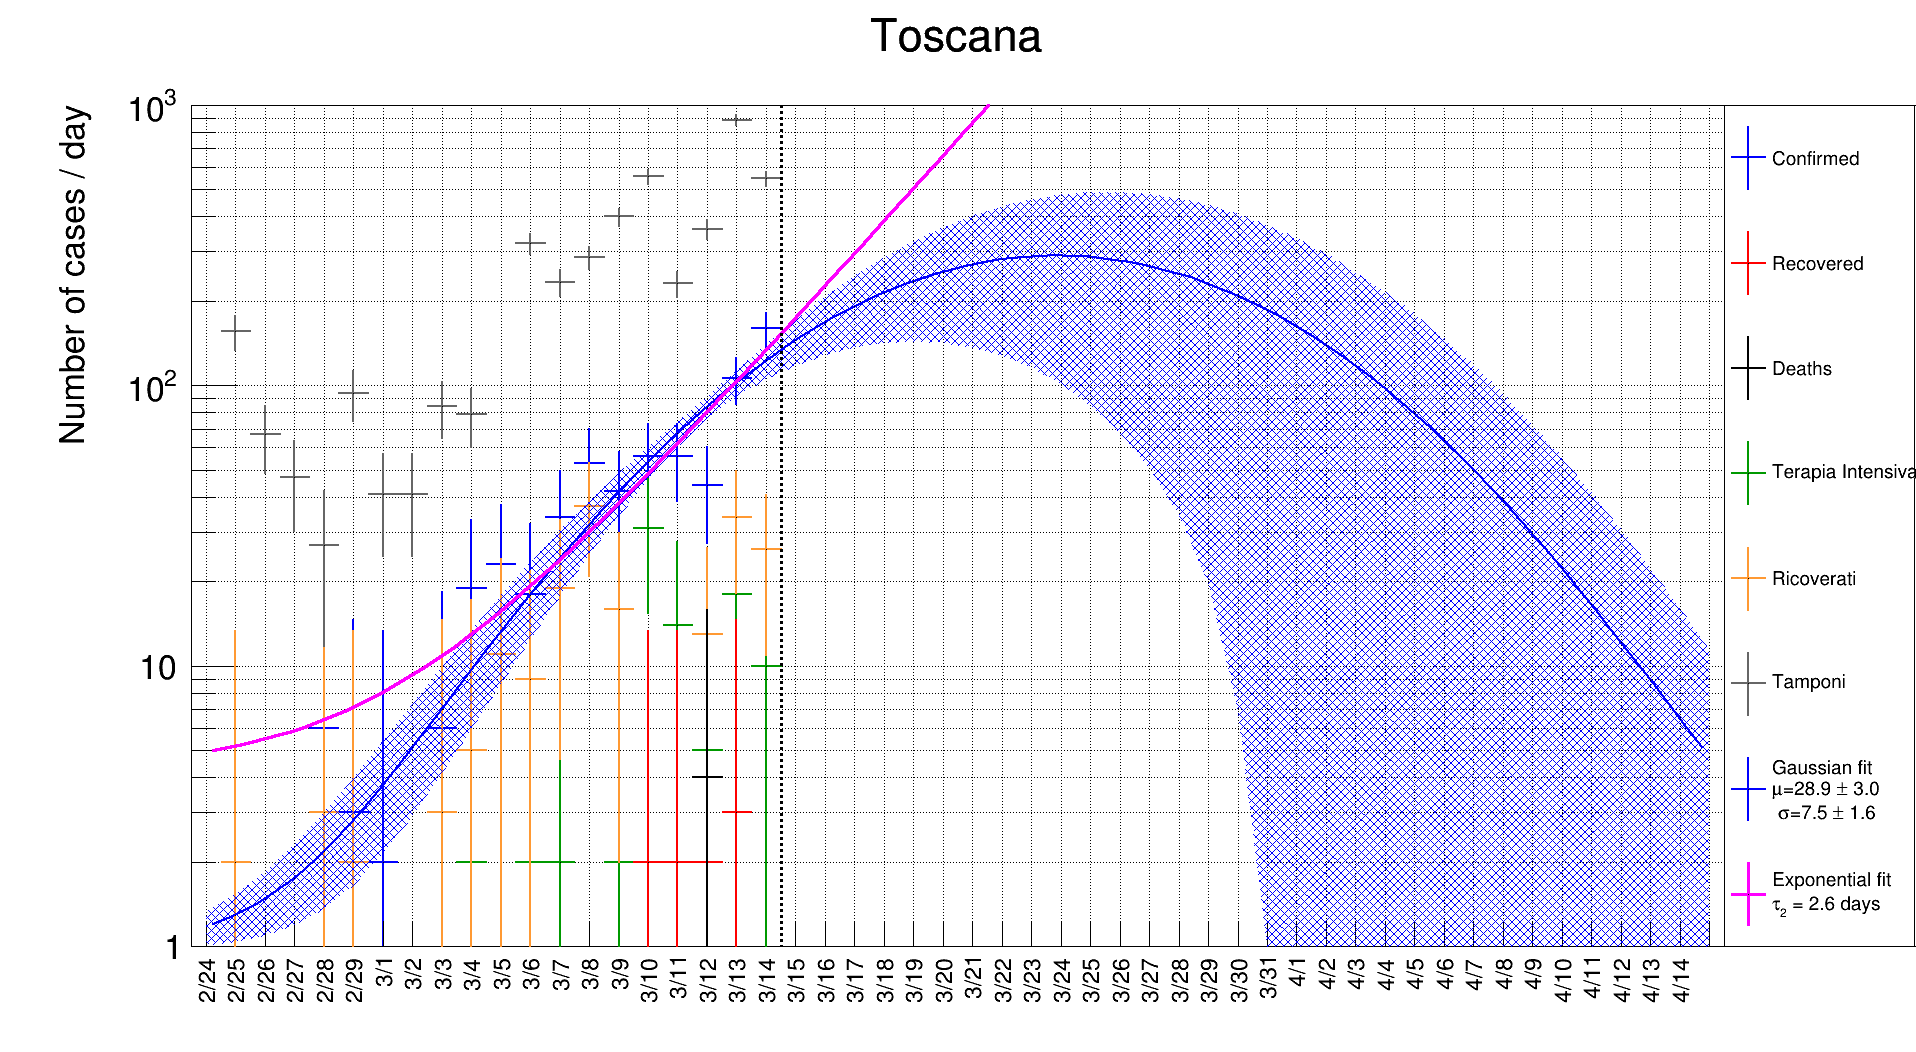 Toscana
Number of cases / day
10³
10²
10
1
2/24 2/25 2/26 2/27 2/28 2/29 3/1 3/2 3/3 3/4 3/5 3/6 3/7 3/8 3/9 3/10 3/11 3/12 3/13 3/14 3/15 3/16 3/17 3/18 3/19 3/20 3/21 3/22 3/23 3/24 3/25 3/26 3/27 3/28 3/29 3/30 3/31 4/1 4/2 4/3 4/4 4/5 4/6 4/7 4/8 4/9 4/10 4/11 4/12 4/13 4/14
Confirmed
Recovered
Deaths
Terapia Intensiva
Ricoverati
Tamponi
Gaussian fit
μ=28.9 ± 3.0
σ=7.5 ± 1.6
Exponential fit
τ₂ = 2.6 days